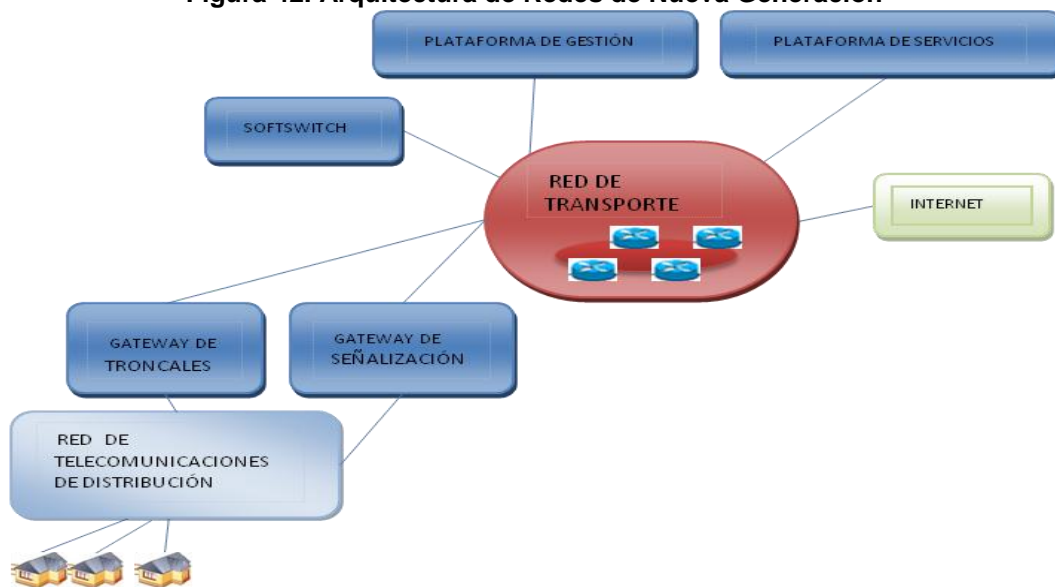 Figura 42. Arquitectura de Redes de Nueva Generación
PLATAFORMA DE GESTIÓN
PLATAFORMA DE SERVICIOS
SOFTSWITCH
RED DE
TRANSPORTE
INTERNET
GATEWAY DE
TRONCALES
GATEWAY DE
SEÑALIZACIÓN
RED DE
TELECOMUNICACIONES
DE DISTRIBUCIÓN